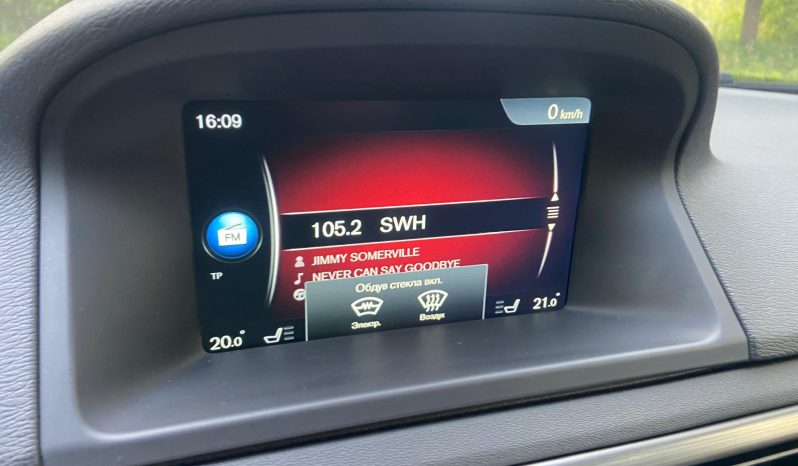 16:09
0 km/h
105.2 SWH
FM
JIMMY SOMERVILLE
TP
NEVER CAN SAY GOODBYE
Обдув стекла вкл.
Электр. Воздух
20.0° 21.0°